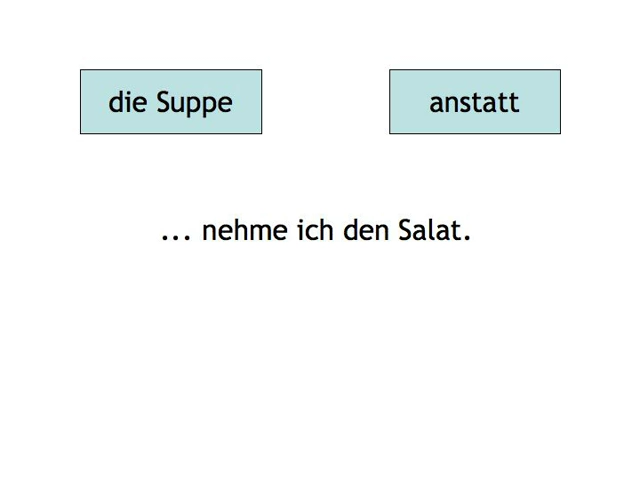 die Suppe
anstatt
... nehme ich den Salat.